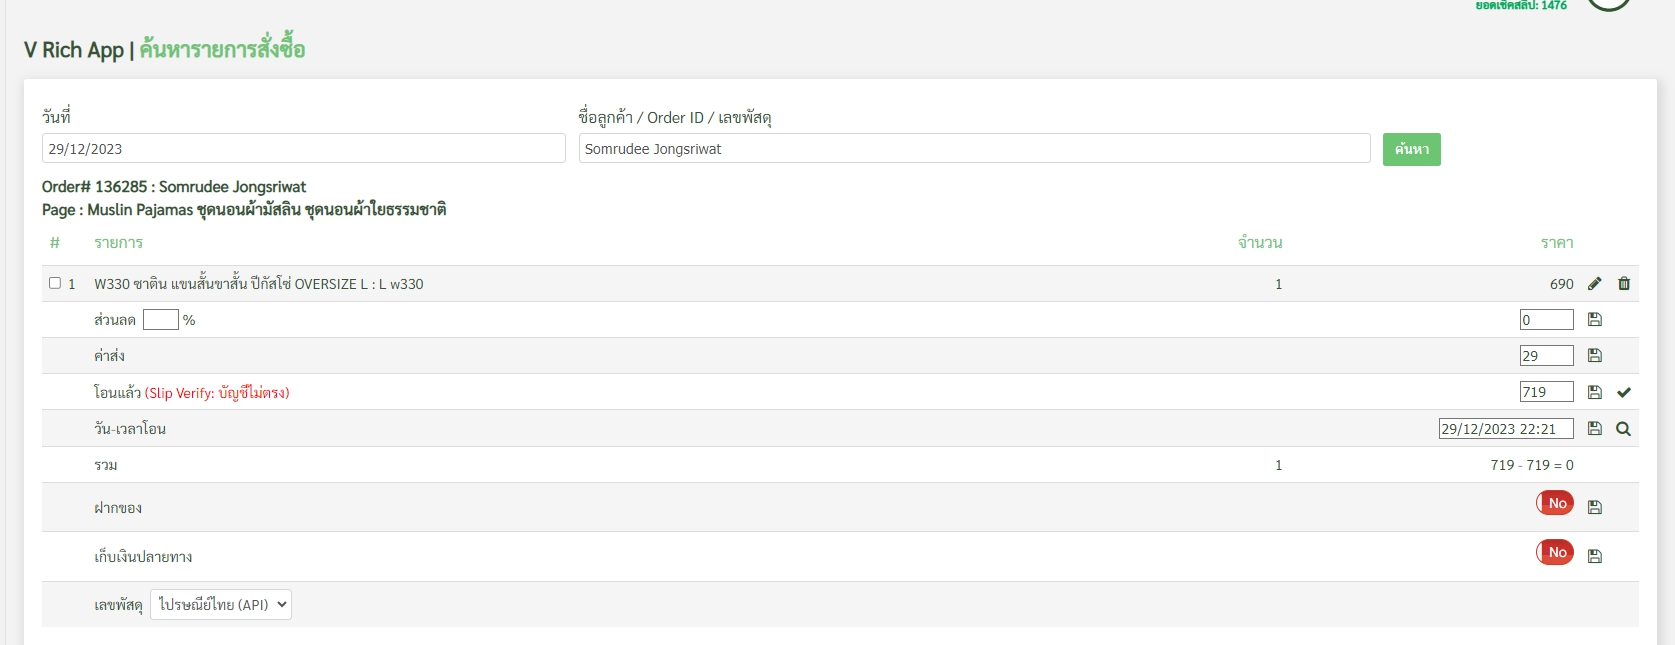 ยอดเช็คสลิป: 1476
V Rich App | ค้นหารายการสั่งซื้อ
วันที่
ชื่อลูกค้า / Order ID / เลขพัสดุ
29/12/2023
Somrudee Jongsriwat
ค้นหา
Order# 136285 : Somrudee Jongsriwat
Page : Muslin Pajamas ชุดนอนผ้ามัสลิน ชุดนอนผ้าใยธรรมชาติ
# รายการ จำนวน ราคา
1 W330 ซาติน แขนสั้นขาสั้น ปีกัสโซ่ OVERSIZE L : L w330 1 690
ส่วนลด % 0
ค่าส่ง 29
โอนแล้ว (Slip Verify: บัญชีไม่ตรง) 719
วัน-เวลาโอน 29/12/2023 22:21
รวม 1 719 - 719 = 0
ฝากของ No
เก็บเงินปลายทาง No
เลขพัสดุ ไปรษณีย์ไทย (API)